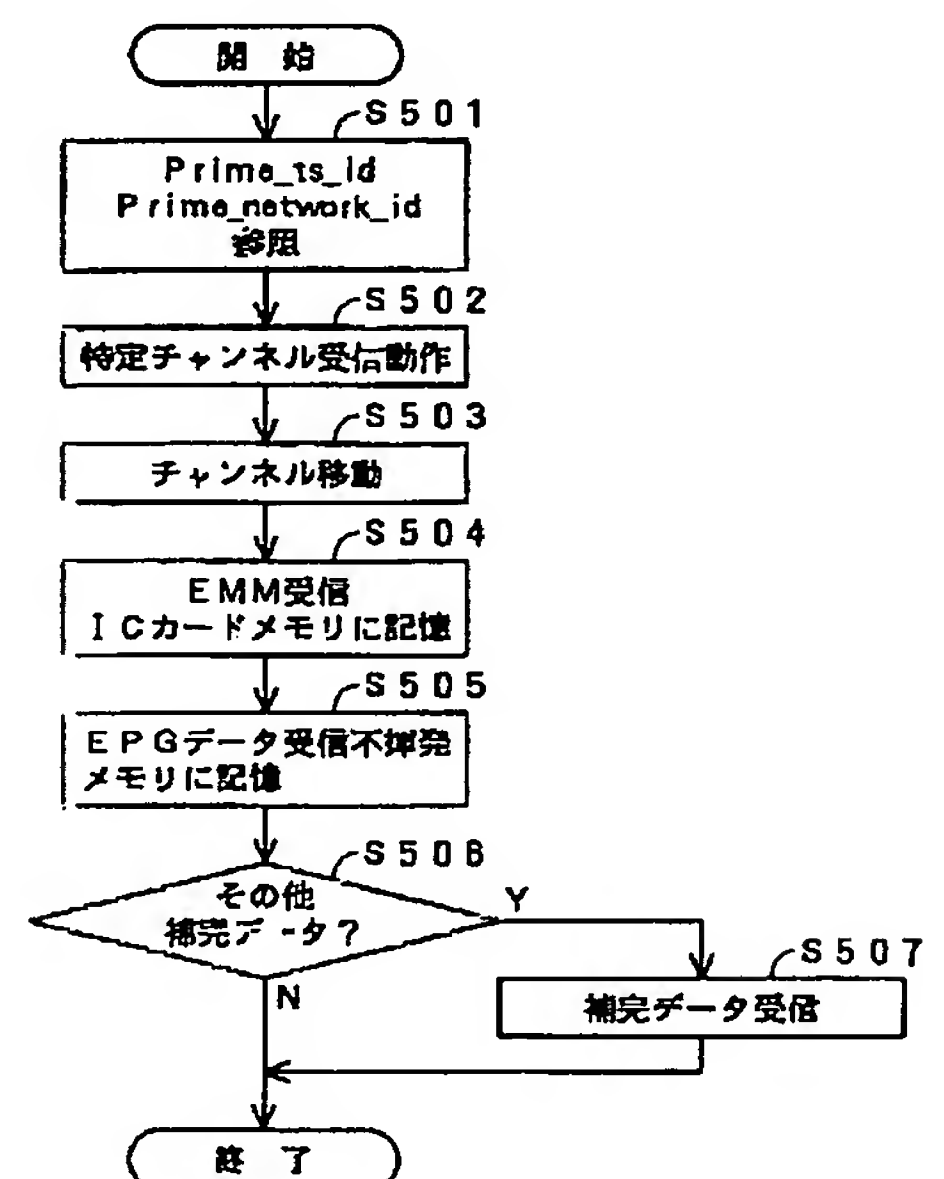 開 始
S501
Prime_ts_id
Prime_network_id
参照
S502
特定チャンネル受信動作
S503
チャンネル移動
S504
EMM受信
ICカードメモリに記憶
S505
EPGデータ受信不揮発
メモリに記憶
S506
その他
補完データ?
Y
N
S507
補完データ受信
終 了